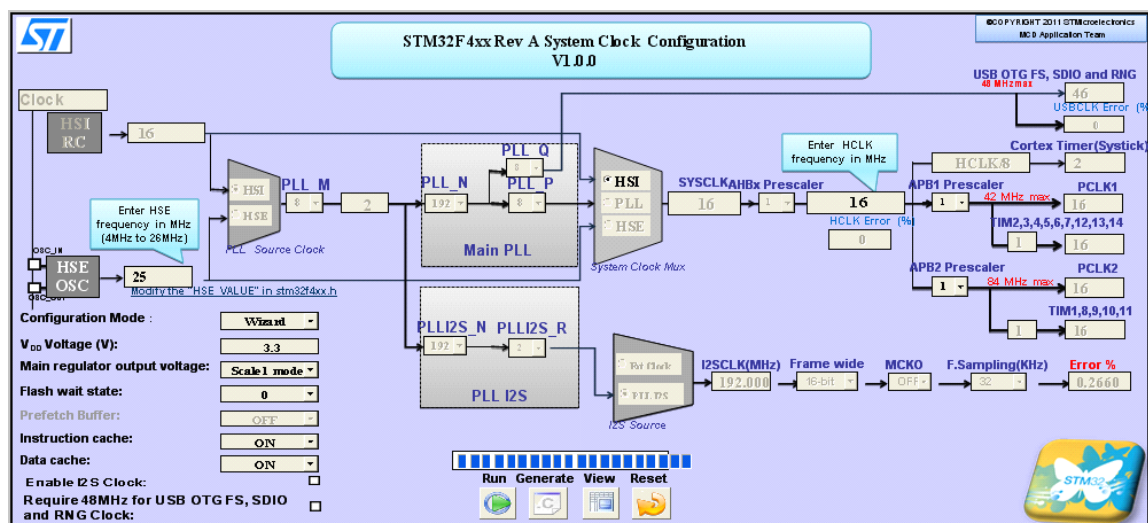 ST
©COPYRIGHT 2011 STMicroelectronics
MCD Application Team
STM32F4xx Rev A System Clock Configuration
V1.0.0
USB OTG FS, SDIO and RNG
48 MHz max
46
USBCLK Error (%
0
Clock
HSI
RC
16
Enter HCLK
frequency in MHz
Cortex Timer(Systick)
HCLK/8
2
PLL_Q
8
HSI
HSE
PLL_M
8
2
PLL Source Clock
PLL_N
192
PLL_P
8
Main PLL
HSI
PLL
HSE
System Clock Mux
SYSCLK
16
AHBx Prescaler
1
16
HCLK Error (%)
0
APB1 Prescaler
1
42 MHz max
PCLK1
16
TIM2,3,4,5,6,7,12,13,14
1
16
Enter HSE
frequency in MHz
(4MHz to 26MHz)
OSC_IN
HSE
OSC
OSC_OUT
25
Modify the "HSE_VALUE" in stm32f4xx.h
APB2 Prescaler
1
84 MHz max
PCLK2
16
TIM1,8,9,10,11
1
16
Configuration Mode :
Wizard
VDD Voltage (V):
3.3
Main regulator output voltage:
Scale1 mode
Flash wait state:
0
Prefetch Buffer:
OFF
Instruction cache:
ON
Data cache:
ON
Enable I2S Clock:
Require 48MHz for USB OTG FS, SDIO
and RNG Clock:
PLLI2S_N
192
PLLI2S_R
2
PLL I2S
Ext Clock
PLL I2S
I2S Source
I2SCLK(MHz)
192.000
Frame wide
16-bit
MCKO
OFF
F.Sampling(KHz)
32
Error %
0.2660
Run
Generate
View
Reset
.C
STM32